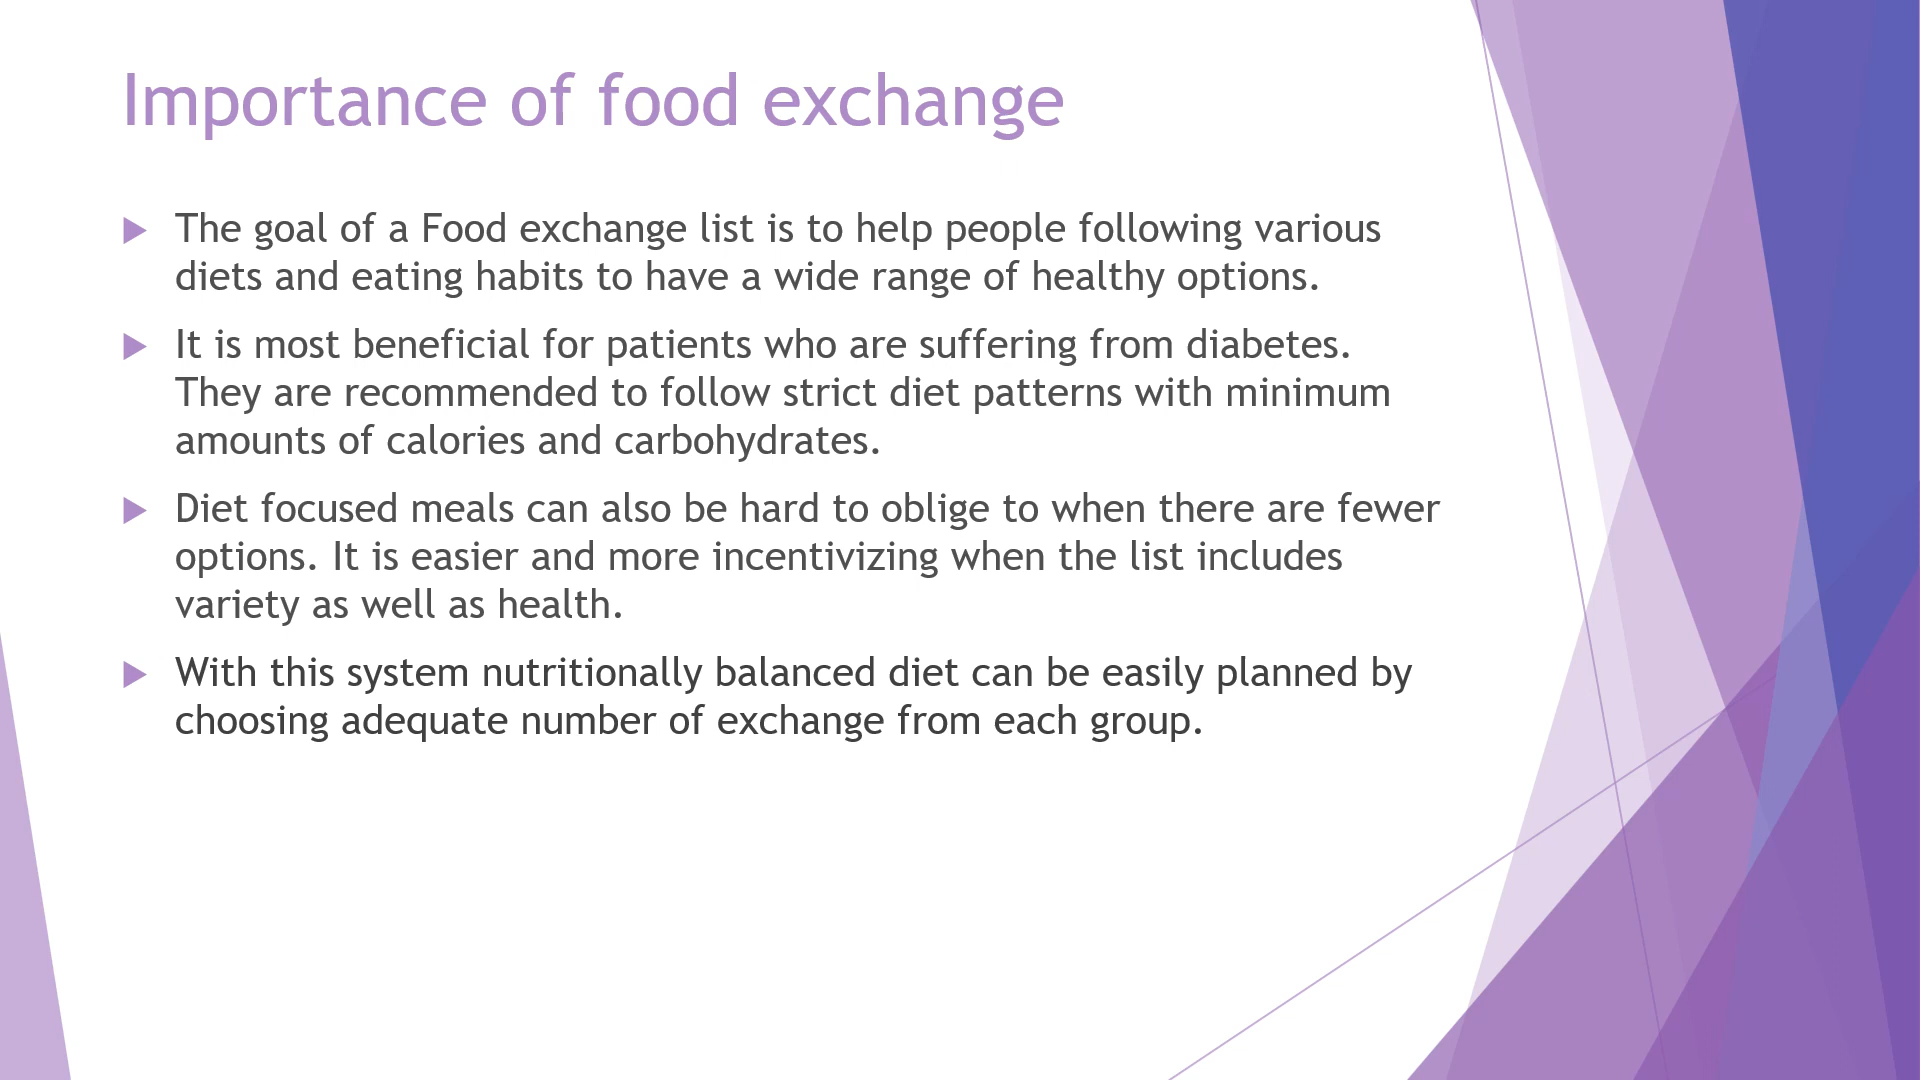 Importance of food exchange
The goal of a Food exchange list is to help people following various
diets and eating habits to have a wide range of healthy options.
It is most beneficial for patients who are suffering from diabetes.
They are recommended to follow strict diet patterns with minimum
amounts of calories and carbohydrates.
Diet focused meals can also be hard to oblige to when there are fewer
options. It is easier and more incentivizing when the list includes
variety as well as health.
With this system nutritionally balanced diet can be easily planned by
choosing adequate number of exchange from each group.